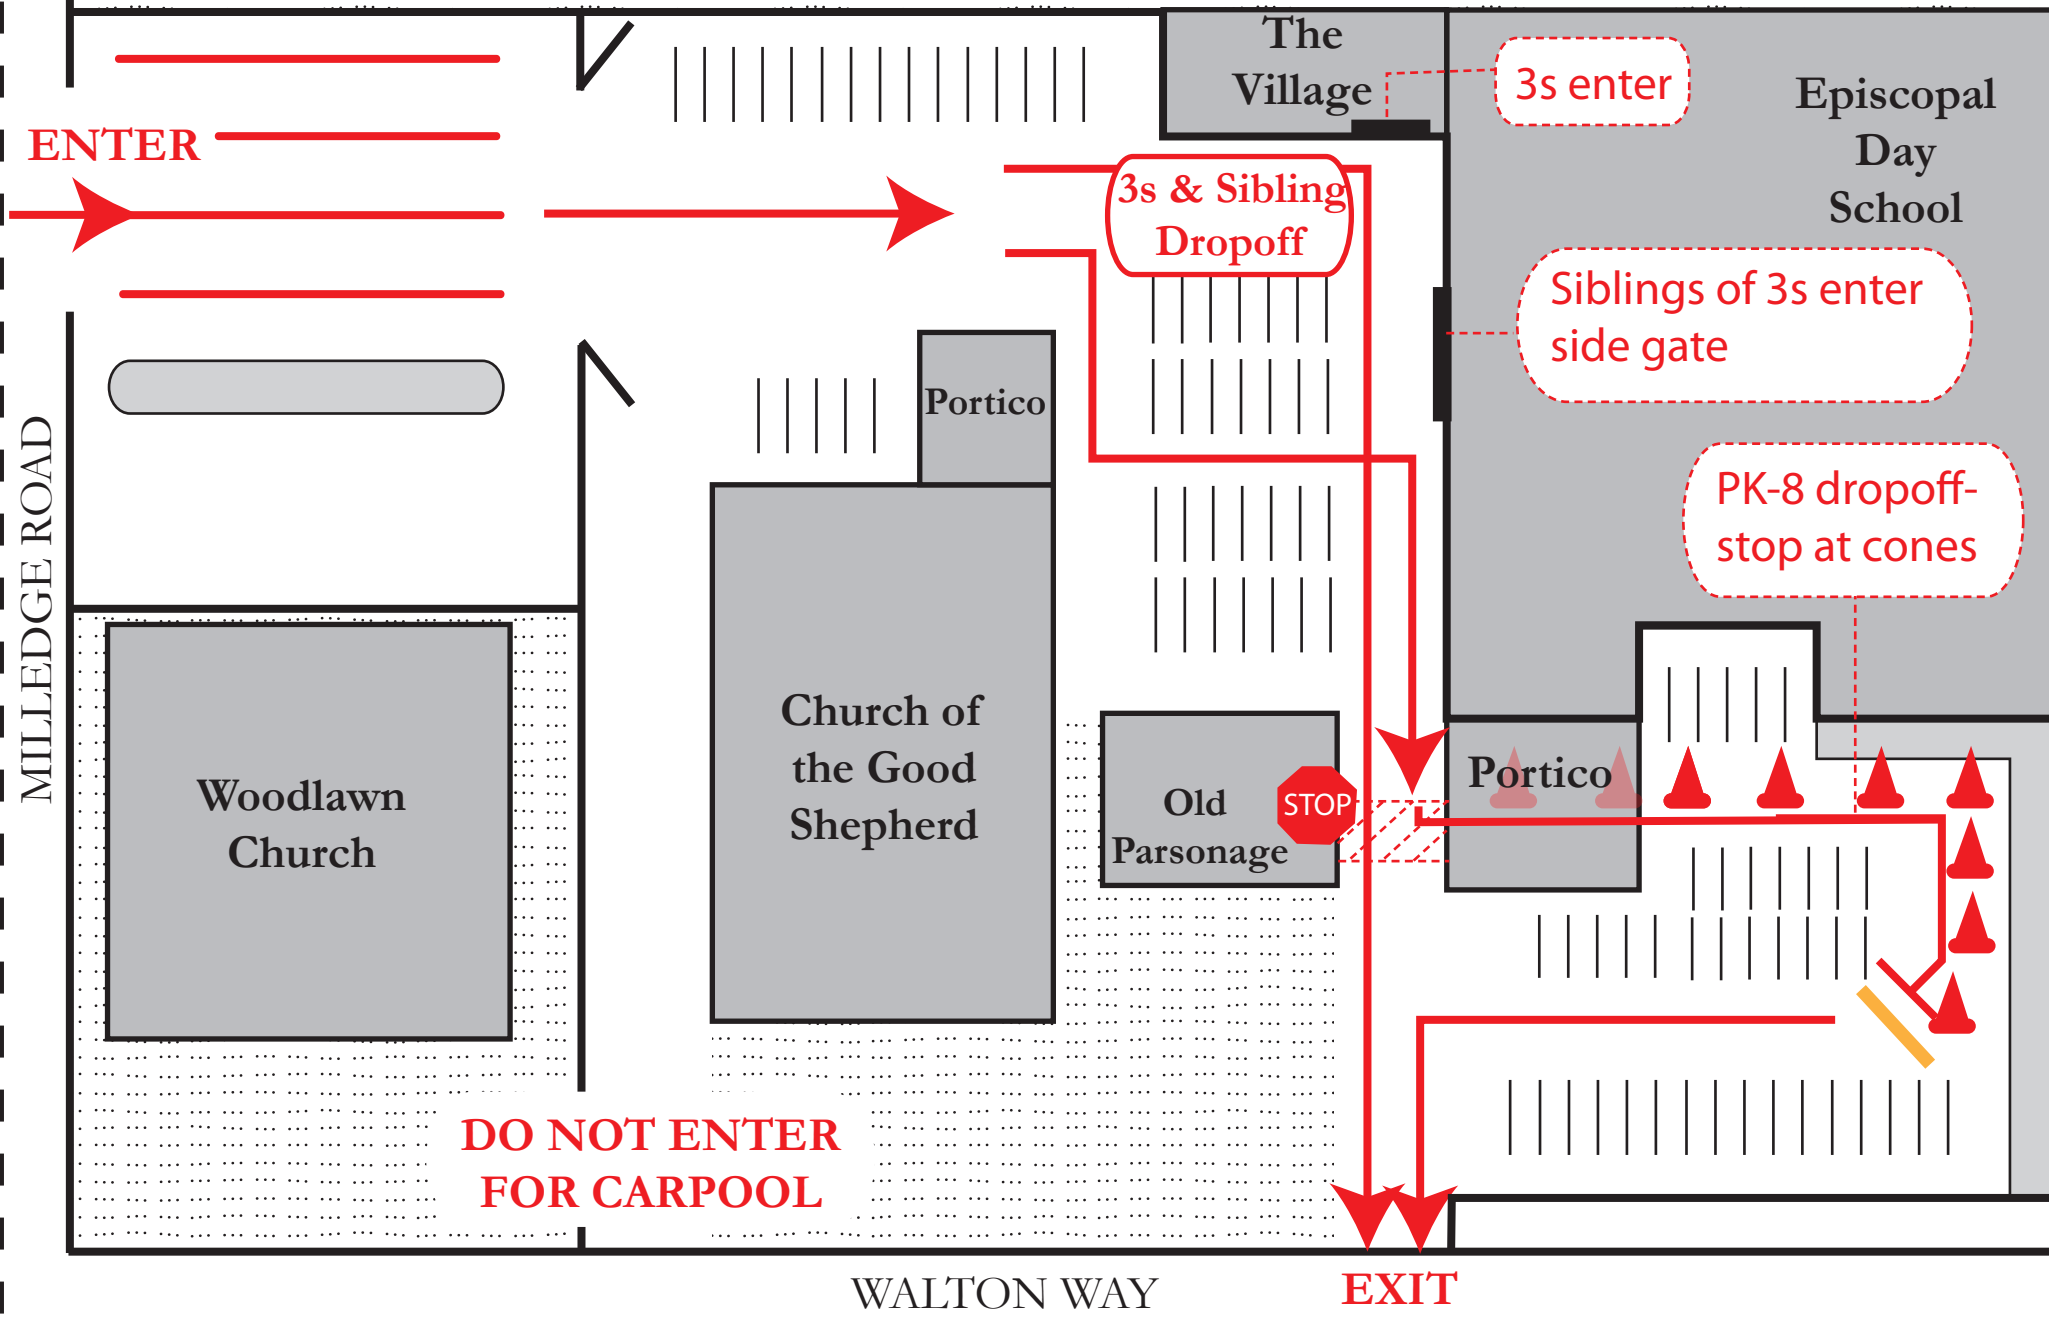 The
Village
3s enter
Episcopal
Day
School
ENTER
3s & Sibling
Dropoff
Siblings of 3s enter
side gate
Portico
PK-8 dropoff-
stop at cones
MILLEDGE ROAD
Woodlawn
Church
Church of
the Good
Shepherd
Old
Parsonage
STOP
Portico
DO NOT ENTER
FOR CARPOOL
WALTON WAY
EXIT